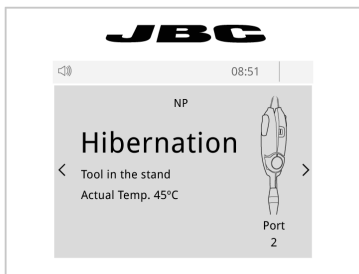 JBC
08:51
NP
Hibernation
Tool in the stand
Actual Temp. 45ºC
Port
2